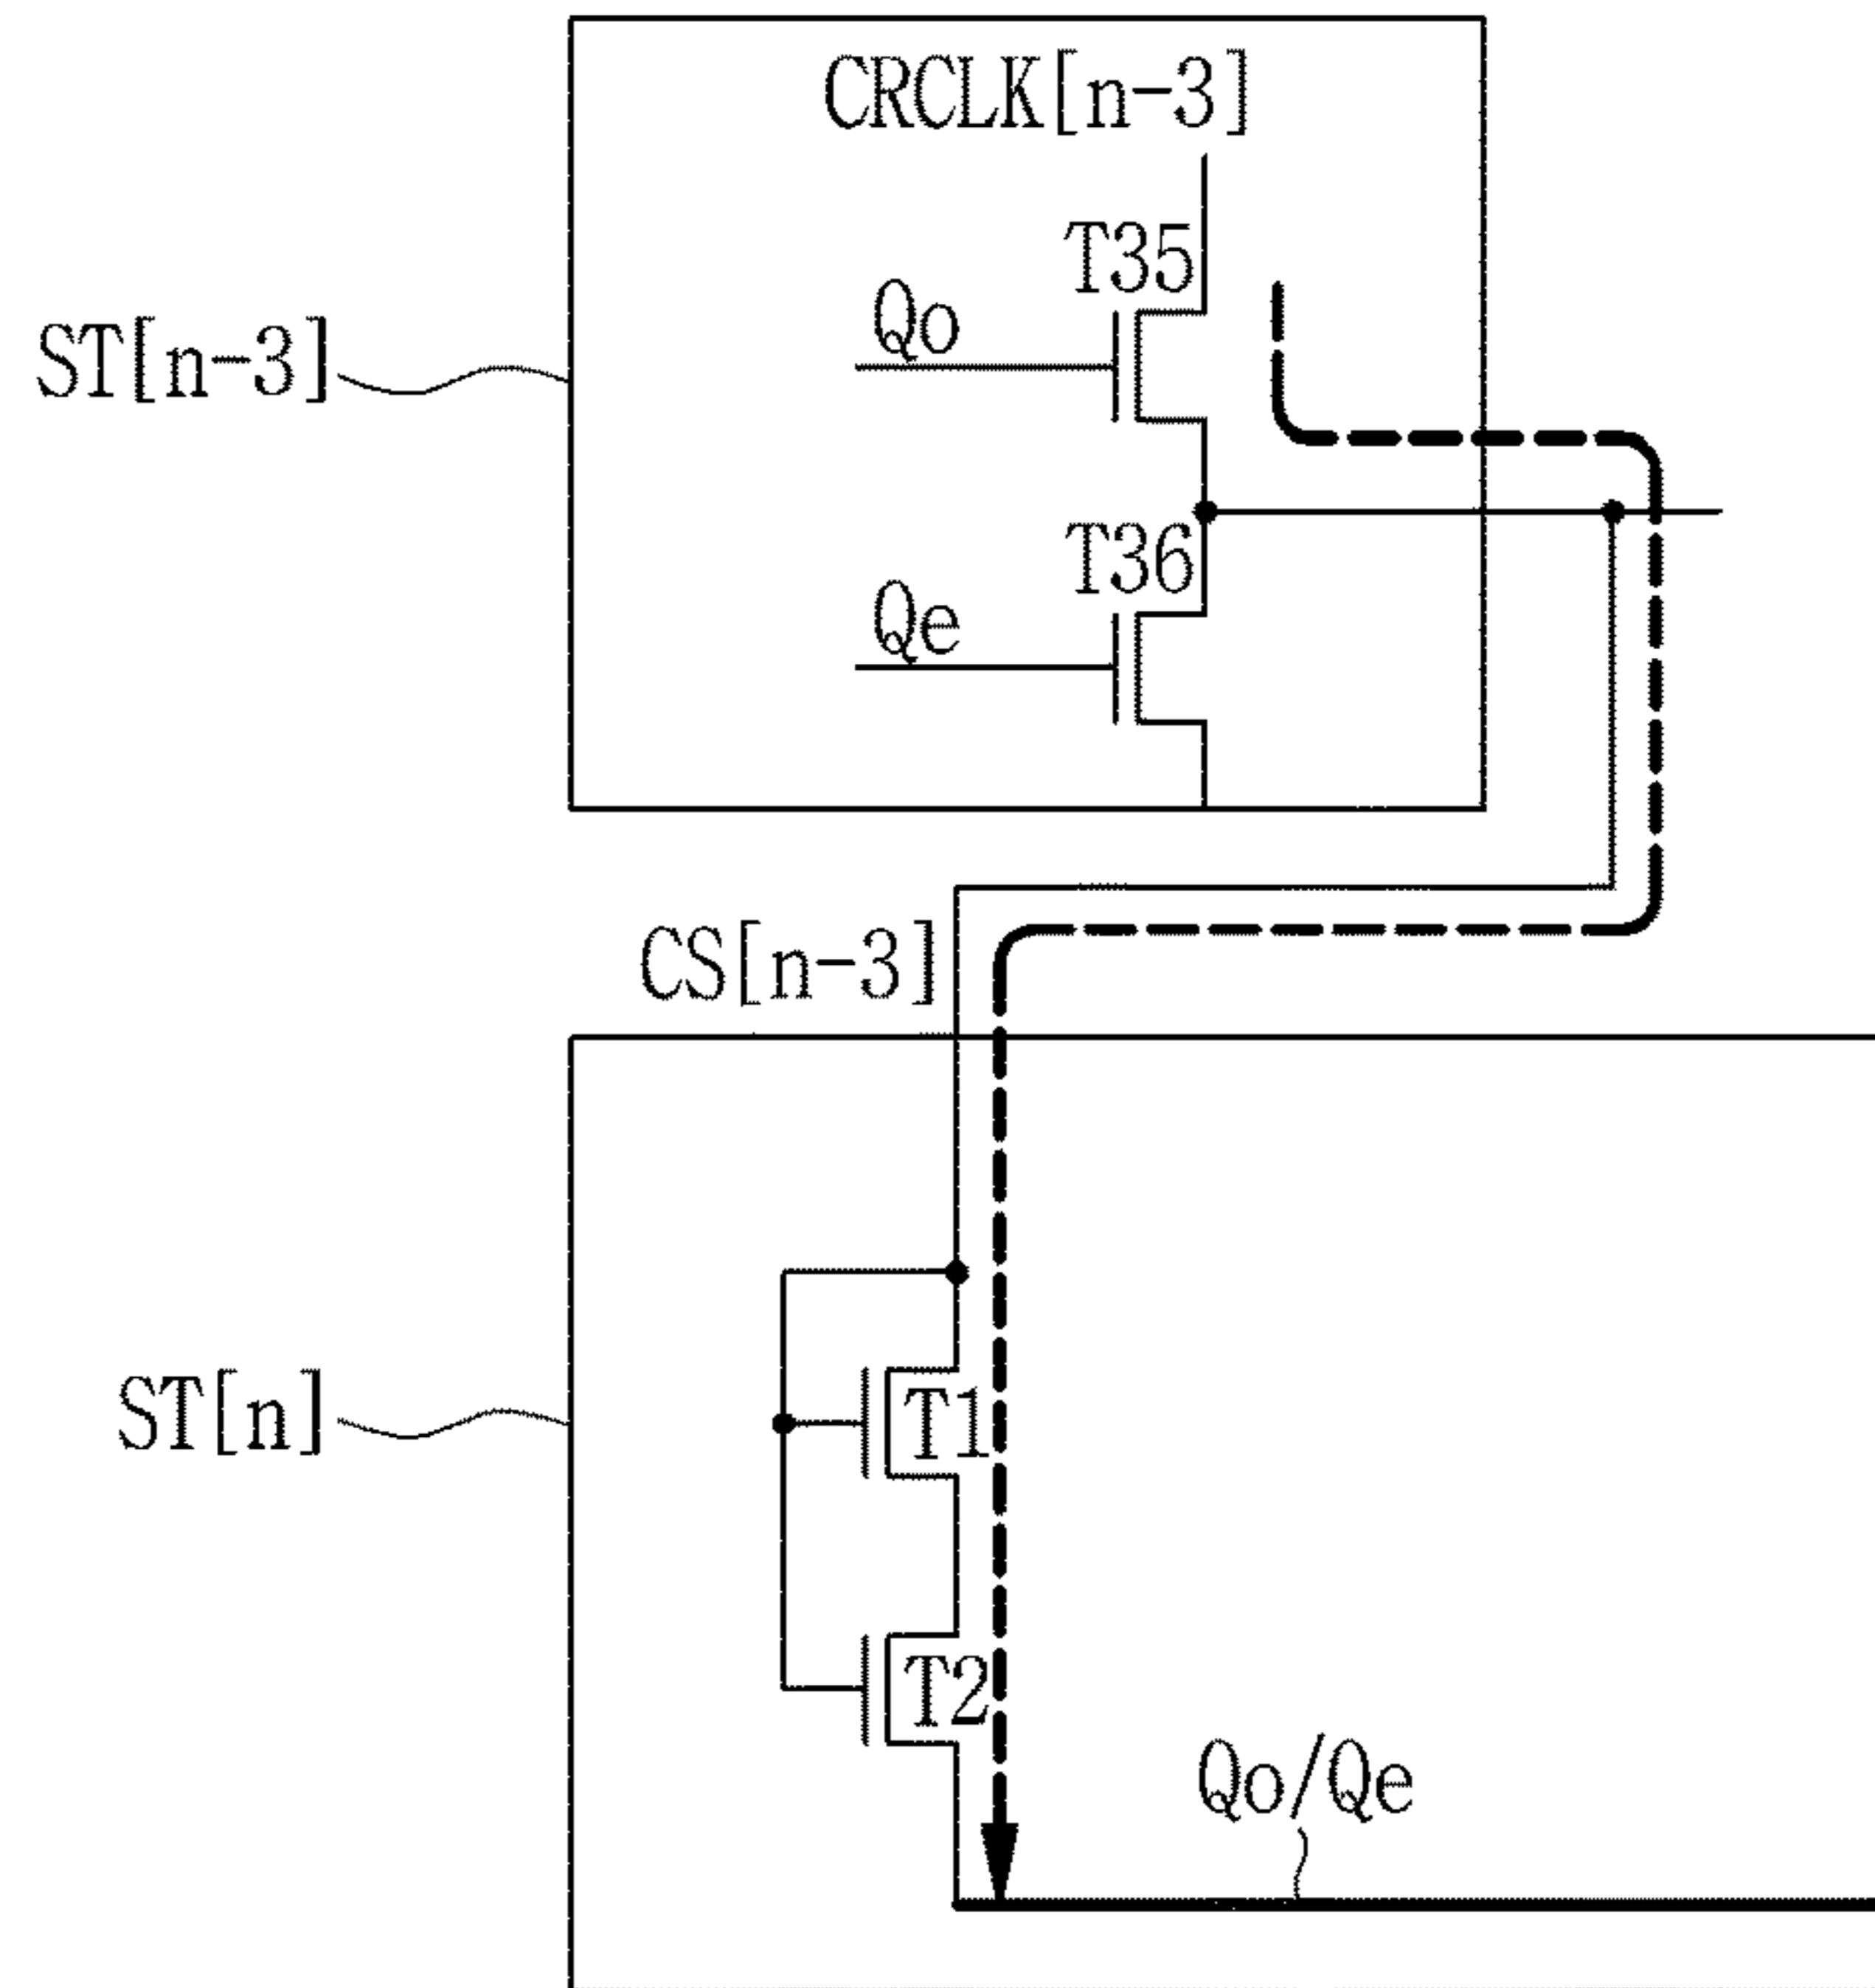 CRCLK[n-3]
T35
Qo
ST[n-3]
T36
Qe
CS[n-3]
ST[n]
T1
T2
Qo/Qe